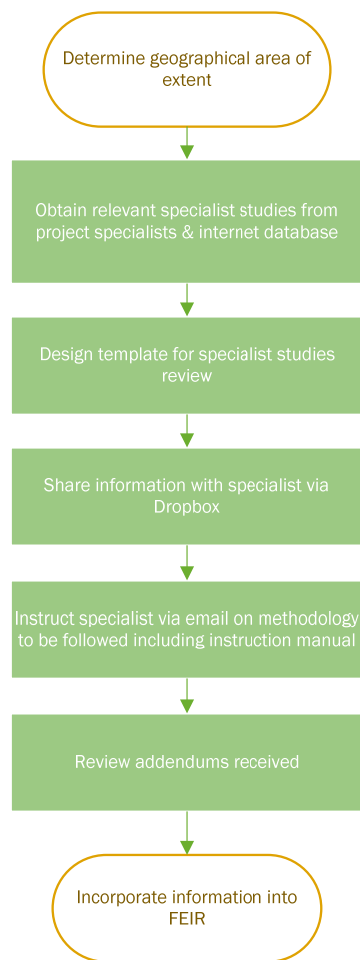 Determine geographical area of
extent
Obtain relevant specialist studies from
project specialists & internet database
Design template for specialist studies
review
Share information with specialist via
Dropbox
Instruct specialist via email on methodology
to be followed including instruction manual
Review addendums received
Incorporate information into
FEIR